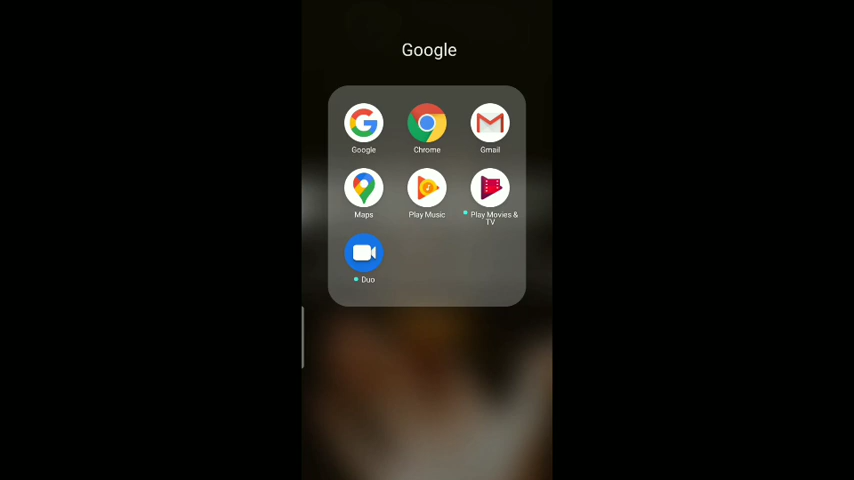 Google
Google Chrome Gmail
Maps Play Music Play Movies &
TV
Duo